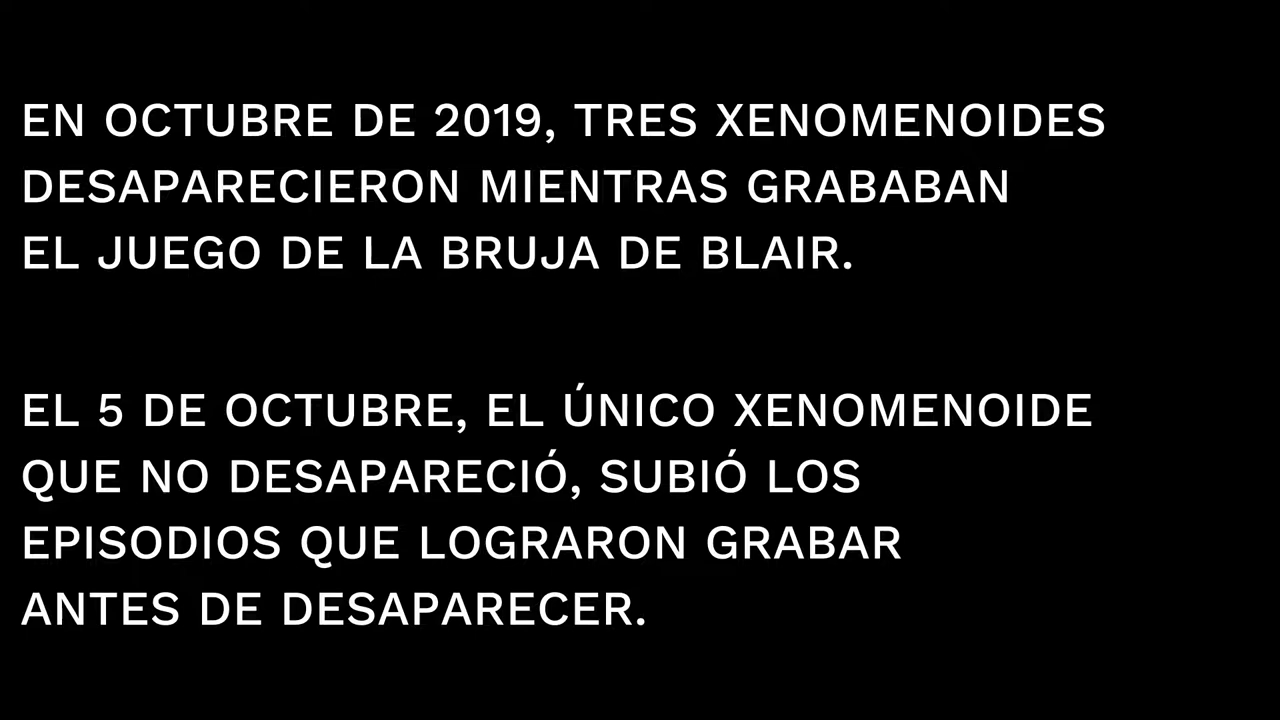 EN OCTUBRE DE 2019, TRES XENOMENOIDES
DESAPARECIERON MIENTRAS GRABABAN
EL JUEGO DE LA BRUJA DE BLAIR.
EL 5 DE OCTUBRE, EL ÚNICO XENOMENOIDE
QUE NO DESAPARECIÓ, SUBIÓ LOS
EPISODIOS QUE LOGRARON GRABAR
ANTES DE DESAPARECER.